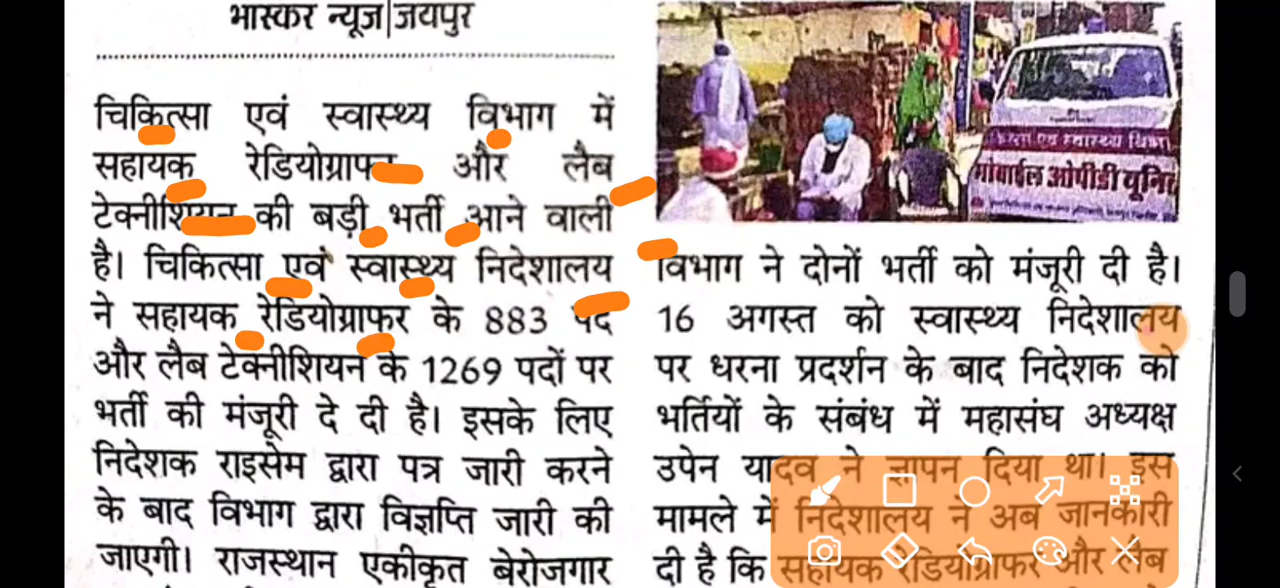 भास्कर न्यूज|जयपुर
चिकित्सा एवं स्वास्थ्य विभाग में
सहायक रेडियोग्राफर और लैब
टेक्नीशियन की बड़ी भर्ती आने वाली
है। चिकित्सा एवं स्वास्थ्य निदेशालय
ने सहायक रेडियोग्राफर के 883 पद
और लैब टेक्नीशियन के 1269 पदों पर
भर्ती की मंजूरी दे दी है। इसके लिए
निदेशक राइसेम द्वारा पत्र जारी करने
के बाद विभाग द्वारा विज्ञप्ति जारी की
जाएगी। राजस्थान एकीकृत बेरोजगार
मोबाईल ओपीडी यूनिट
विभाग ने दोनों भर्ती को मंजूरी दी है।
16 अगस्त को स्वास्थ्य निदेशालय
पर धरना प्रदर्शन के बाद निदेशक को
भर्तियों के संबंध में महासंघ अध्यक्ष
उपेन यादव ने ज्ञापन दिया था। इस
मामले में निदेशालय ने अब जानकारी
दी है कि सहायक रेडियोग्राफर और लैब